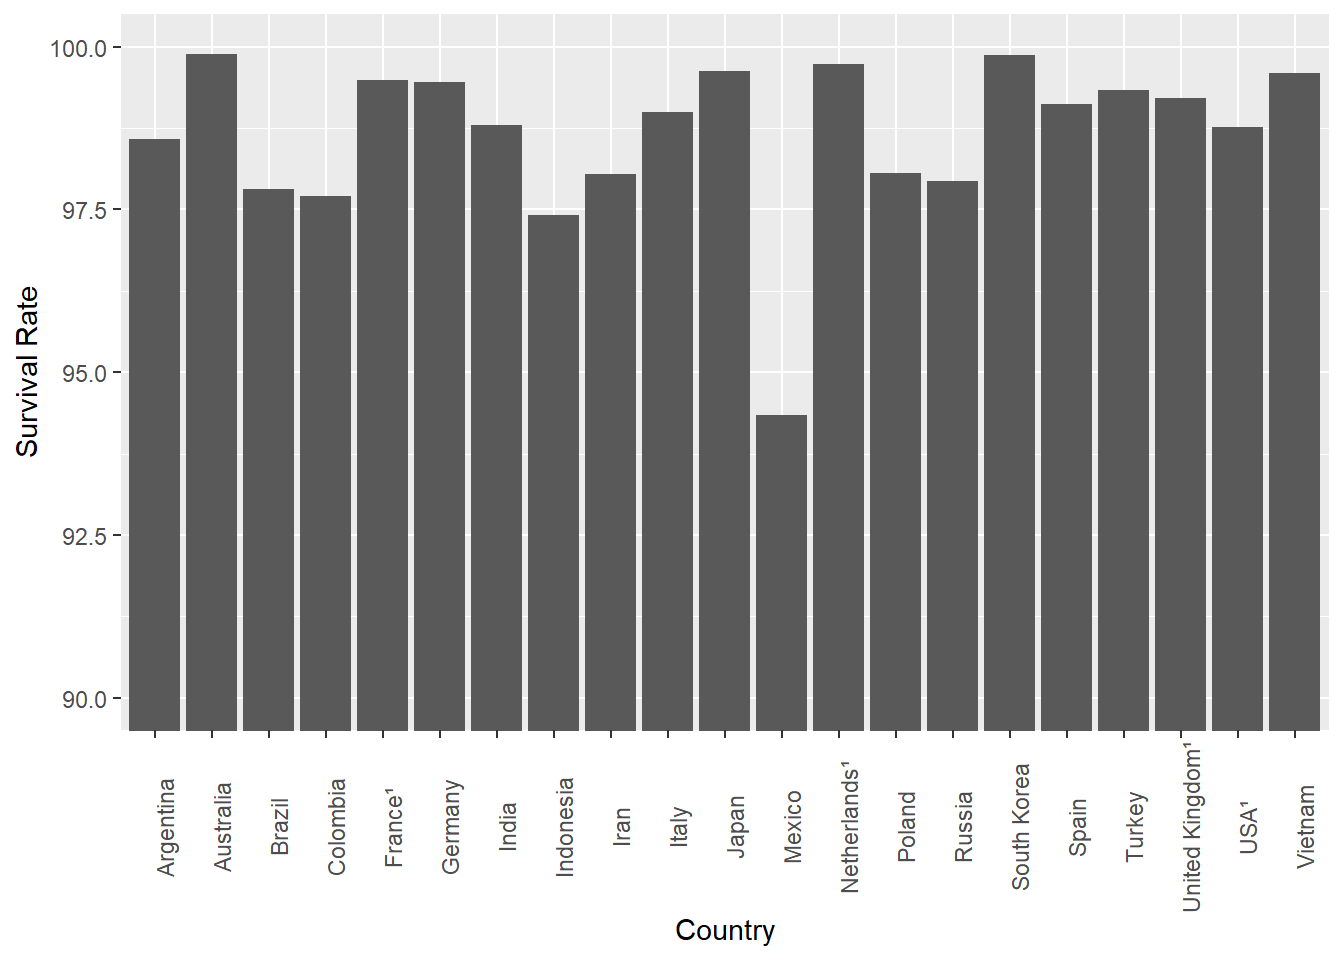 100.0
97.5
95.0
92.5
90.0
Survival Rate
Argentina
Australia
Brazil
Colombia
France¹
Germany
India
Indonesia
Iran
Italy
Japan
Mexico
Netherlands¹
Poland
Russia
South Korea
Spain
Turkey
United Kingdom¹
USA¹
Vietnam
Country